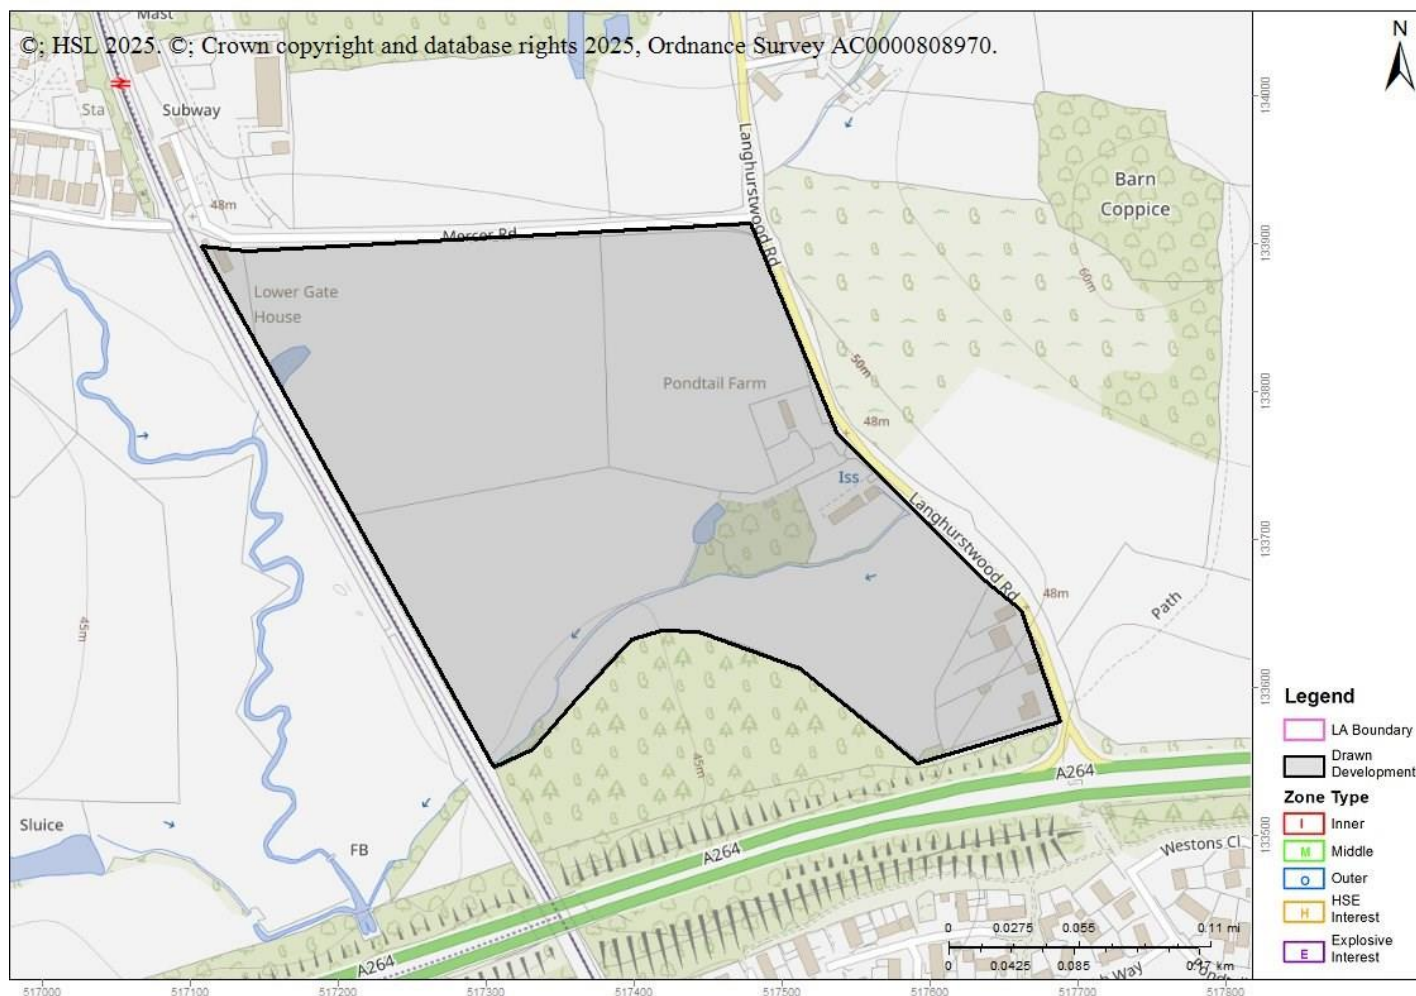 Mast
©; HSL 2025. ©; Crown copyright and database rights 2025, Ordnance Survey AC0000808970.
N
Sta
Subway
134000
Langhurstwood Rd
Barn
Coppice
48m
Mercer Rd
133900
60m
Lower Gate
House
50m
Pondtail Farm
133800
48m
Iss
Langhurstwood Rd
133700
48m
Path
45m
133600
Legend
LA Boundary
Drawn
Development
Zone Type
I Inner
M Middle
O Outer
H HSE
Interest
E Explosive
Interest
45m
A264
Sluice
FB
A264
133500
Westons Cl
0 0.0275 0.055 0.11 mi
0 0.0425 0.085 0.17 km
A264
Way
517000 517100 517200 517300 517400 517500 517600 517700 517800